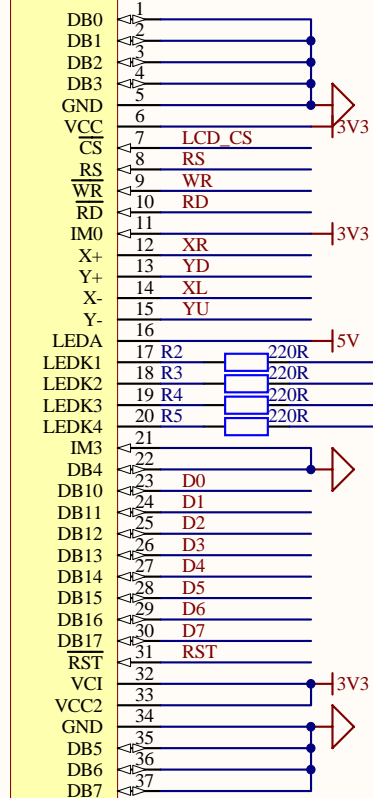 DB0 1
DB1 2
DB2 3
DB3 4
GND 5
VCC 6 3V3
CS 7 LCD_CS
RS 8 RS
WR 9 WR
RD 10 RD
IM0 11 3V3
X+ 12 XR
Y+ 13 YD
X- 14 XL
Y- 15 YU
LEDA 16 5V
LEDK1 17 R2 220R
LEDK2 18 R3 220R
LEDK3 19 R4 220R
LEDK4 20 R5 220R
IM3 21
DB4 22
DB10 23 D0
DB11 24 D1
DB12 25 D2
DB13 26 D3
DB14 27 D4
DB15 28 D5
DB16 29 D6
DB17 30 D7
RST 31 RST
VCI 32 3V3
VCC2 33
GND 34
DB5 35
DB6 36
DB7 37